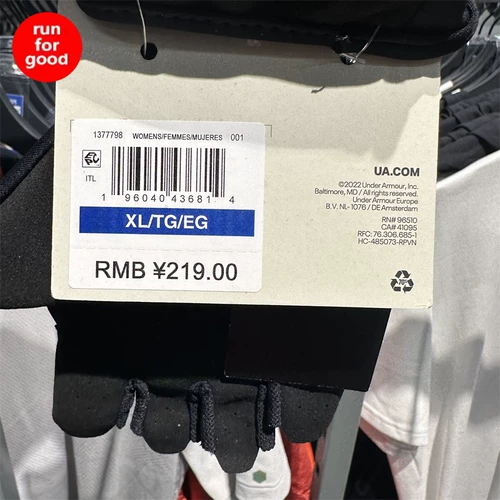 run
for
good
1377798 WOMENS/FEMMES/MUJERES 001
ITL
1 96040 43681 4
XL/TG/EG
RMB ¥219.00
UA.COM
©2022 Under Armour, Inc.
Baltimore, MD / All rights reserved.
Under Armour Europe
B.V. NL-1076 / DE Amsterdam
RN# 96510
CA# 41095
RFC: 76.306.685-1
HC-485073-RPVN
70%